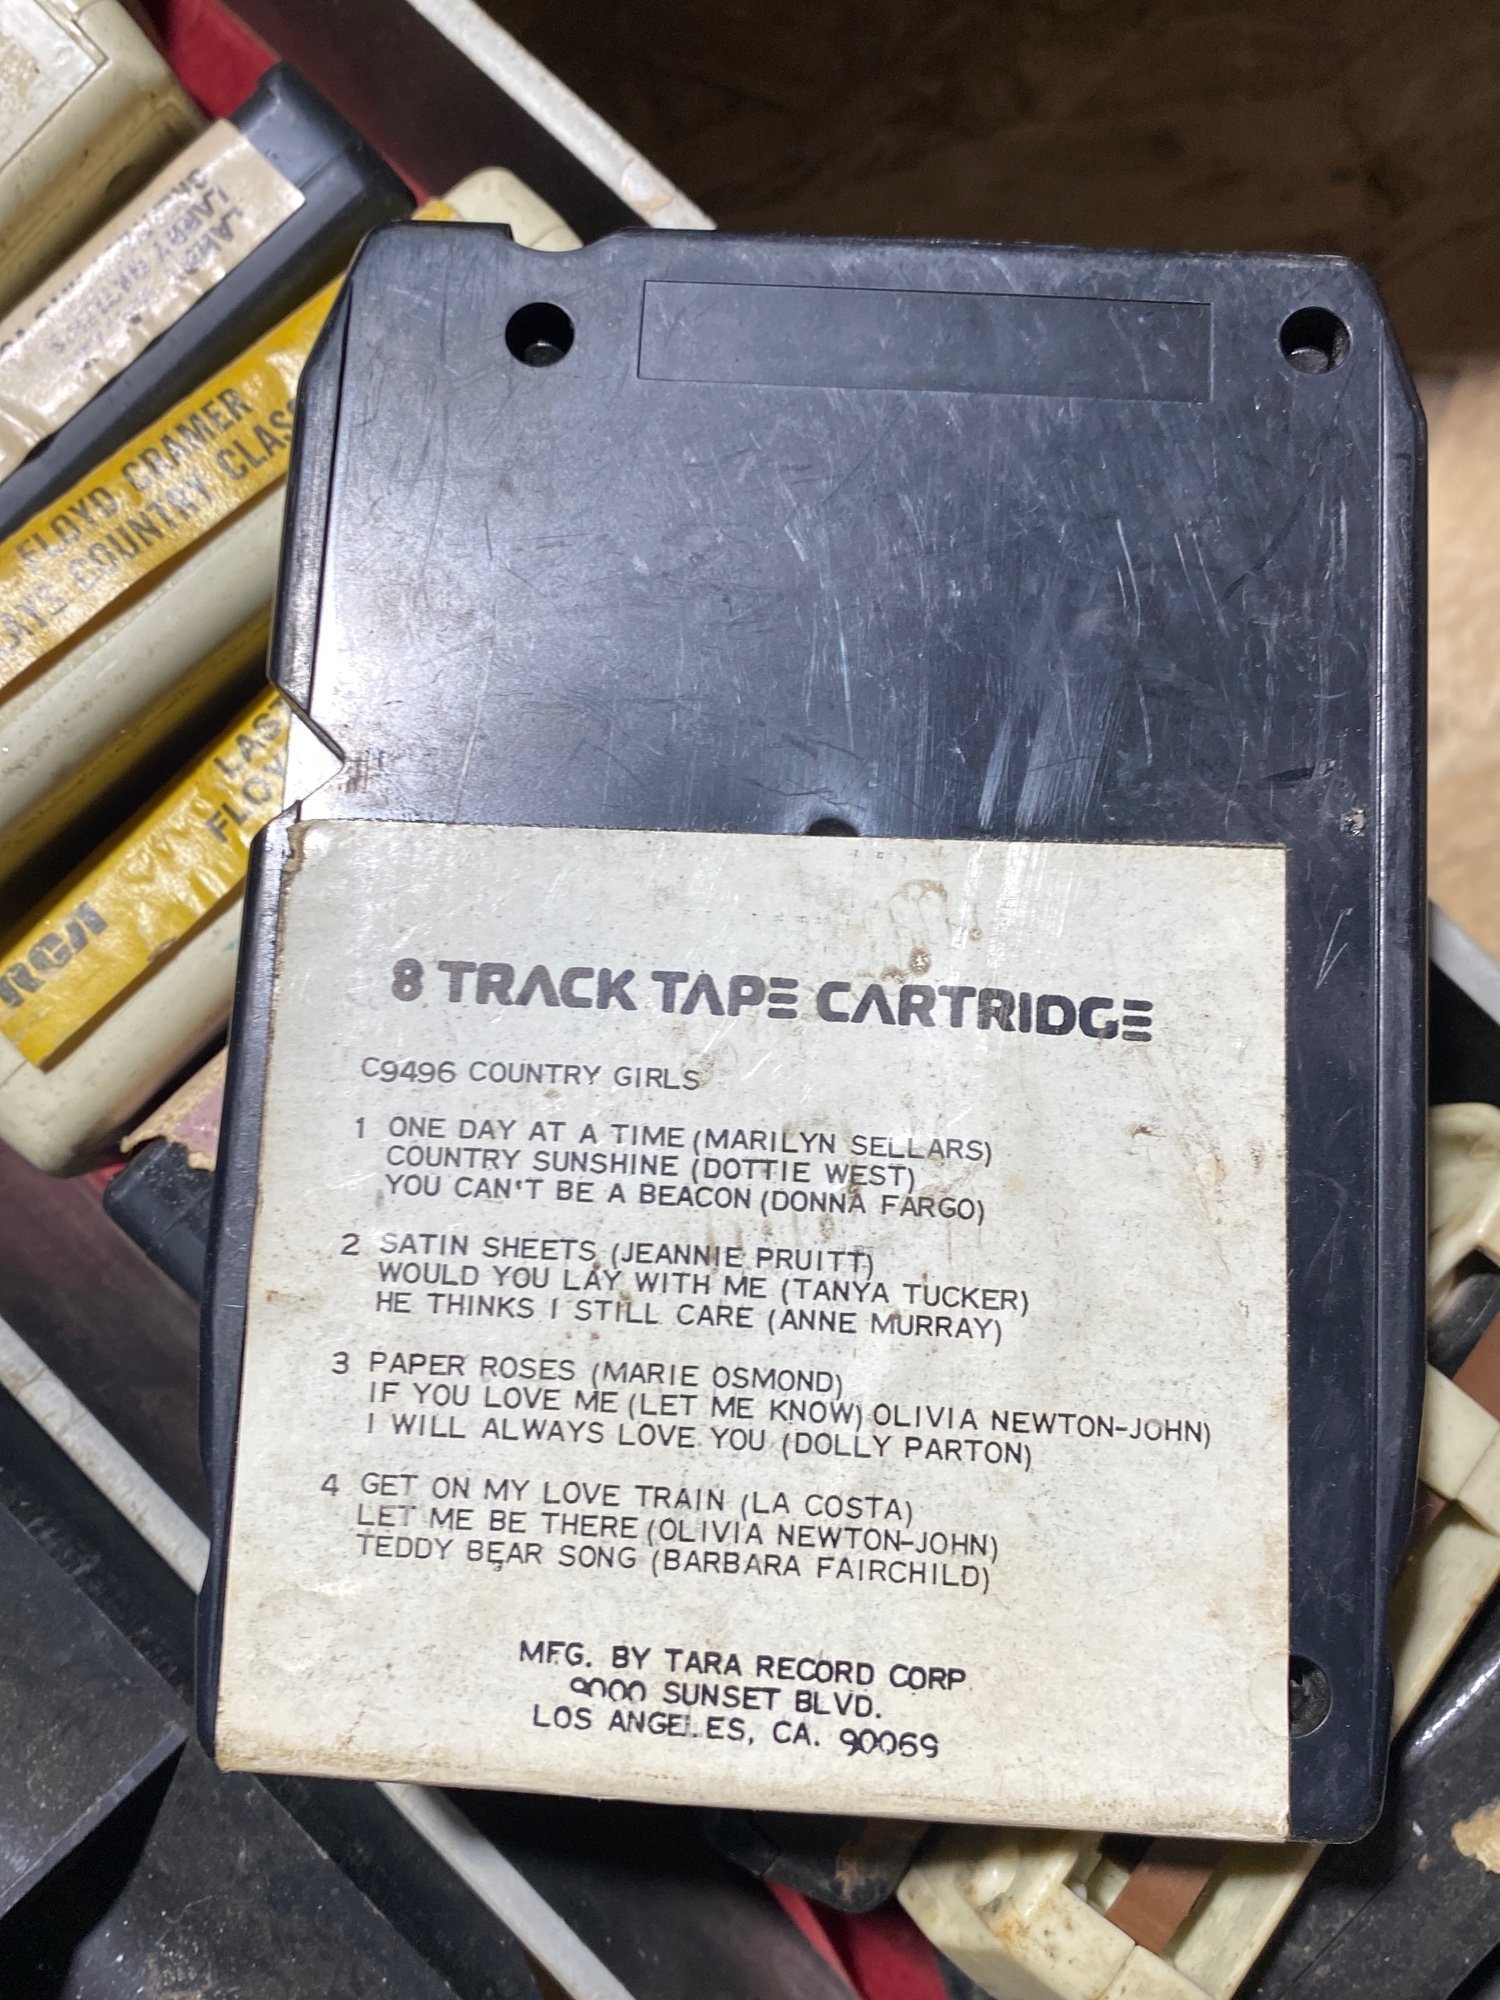 8 TRACK TAPE CARTRIDGE
C9496 COUNTRY GIRLS
1 ONE DAY AT A TIME (MARILYN SELLARS)
COUNTRY SUNSHINE (DOTTIE WEST)
YOU CAN'T BE A BEACON (DONNA FARGO)
2 SATIN SHEETS (JEANNIE PRUITT)
WOULD YOU LAY WITH ME (TANYA TUCKER)
HE THINKS I STILL CARE (ANNE MURRAY)
3 PAPER ROSES (MARIE OSMOND)
IF YOU LOVE ME (LET ME KNOW) OLIVIA NEWTON-JOHN)
I WILL ALWAYS LOVE YOU (DOLLY PARTON)
4 GET ON MY LOVE TRAIN (LA COSTA)
LET ME BE THERE (OLIVIA NEWTON-JOHN)
TEDDY BEAR SONG (BARBARA FAIRCHILD)
MFG. BY TARA RECORD CORP
9000 SUNSET BLVD.
LOS ANGELES, CA. 90069
LARRY
FLOYD CRAMER
COUNTRY CLASS
LAST
FLOY
RCA